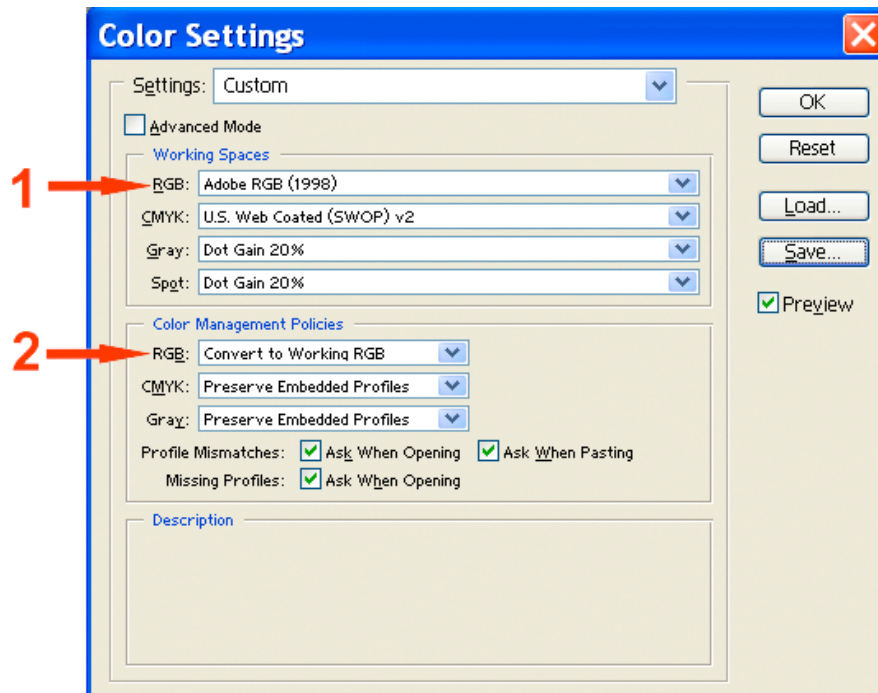 Color Settings
Settings: Custom
Advanced Mode
Working Spaces
1
RGB: Adobe RGB (1998)
CMYK: U.S. Web Coated (SWOP) v2
Gray: Dot Gain 20%
Spot: Dot Gain 20%
Color Management Policies
2
RGB: Convert to Working RGB
CMYK: Preserve Embedded Profiles
Gray: Preserve Embedded Profiles
Profile Mismatches: Ask When Opening Ask When Pasting
Missing Profiles: Ask When Opening
Description
OK
Reset
Load...
Save...
Preview